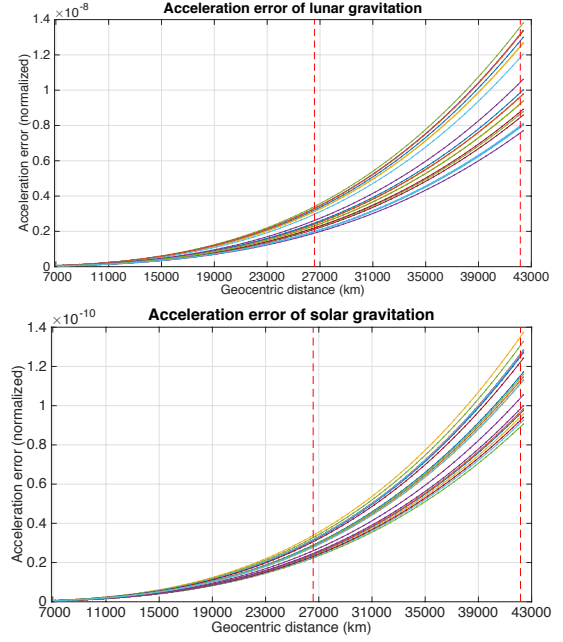 Acceleration error of lunar gravitation
×10⁻⁸
1.4
1.2
1
0.8
0.6
0.4
0.2
0
Acceleration error (normalized)
7000 11000 15000 19000 23000 27000 31000 35000 39000 43000
Geocentric distance (km)
Acceleration error of solar gravitation
×10⁻¹⁰
1.4
1.2
1
0.8
0.6
0.4
0.2
0
Acceleration error (normalized)
7000 11000 15000 19000 23000 27000 31000 35000 39000 43000
Geocentric distance (km)